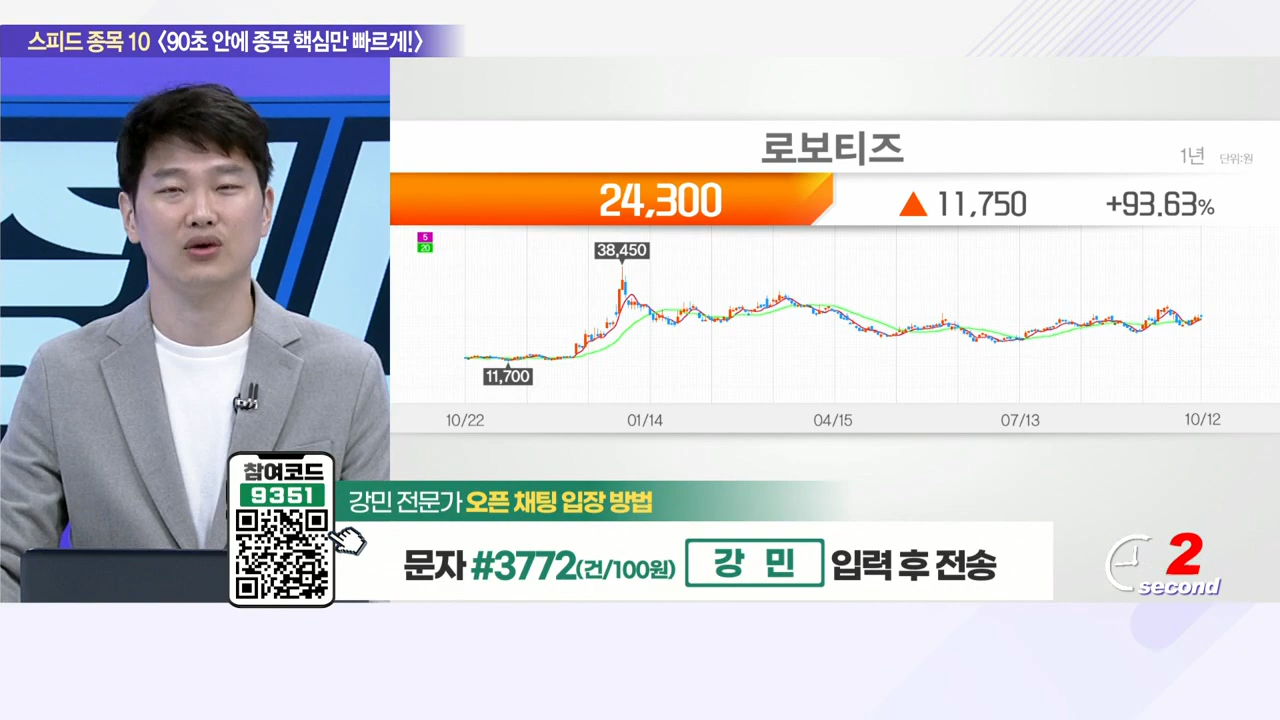 스피드 종목 10 〈90초 안에 종목 핵심만 빠르게!〉
로보티즈
1년 단위:원
24,300 ▲ 11,750 +93.63%
5
20
38,450
11,700
10/22 01/14 04/15 07/13 10/12
참여코드
9351
강민 전문가 오픈 채팅 입장 방법
문자 #3772(건/100원) 강 민 입력 후 전송
2
second